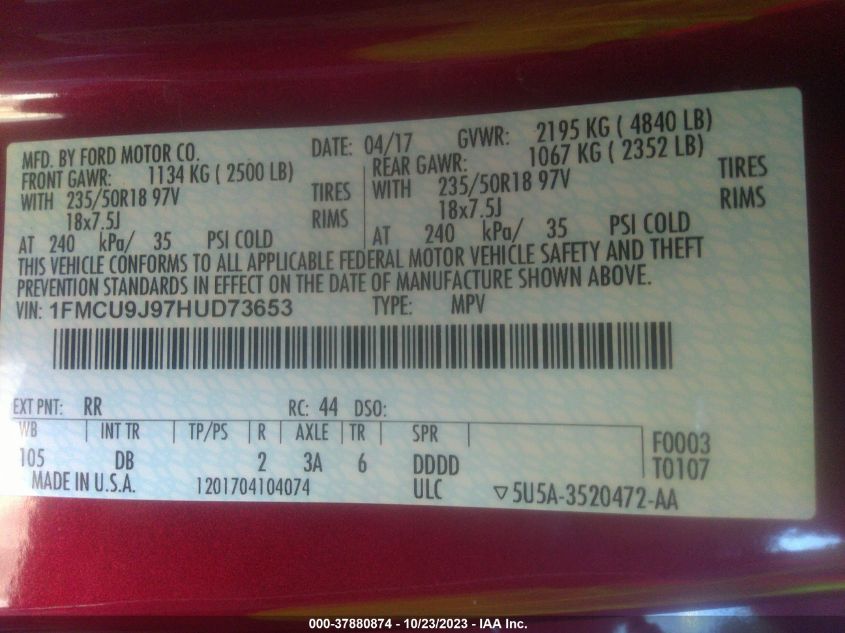 MFD. BY FORD MOTOR CO. DATE: 04/17 GVWR: 2195 KG ( 4840 LB)
FRONT GAWR: 1134 KG ( 2500 LB) REAR GAWR: 1067 KG ( 2352 LB)
WITH 235/50R18 97V TIRES WITH 235/50R18 97V TIRES
18x7.5J RIMS 18x7.5J RIMS
AT 240 kPa/ 35 PSI COLD AT 240 kPa/ 35 PSI COLD
THIS VEHICLE CONFORMS TO ALL APPLICABLE FEDERAL MOTOR VEHICLE SAFETY AND THEFT
PREVENTION STANDARDS IN EFFECT ON THE DATE OF MANUFACTURE SHOWN ABOVE.
VIN: 1FMCU9J97HUD73653 TYPE: MPV
EXT PNT: RR RC: 44 DSO:
WB INT TR TP/PS R AXLE TR SPR F0003
105 DB 2 3A 6 DDDD T0107
MADE IN U.S.A. 1201704104074 ULC ▽5U5A-3520472-AA
000-37880874 - 10/23/2023 - IAA Inc.